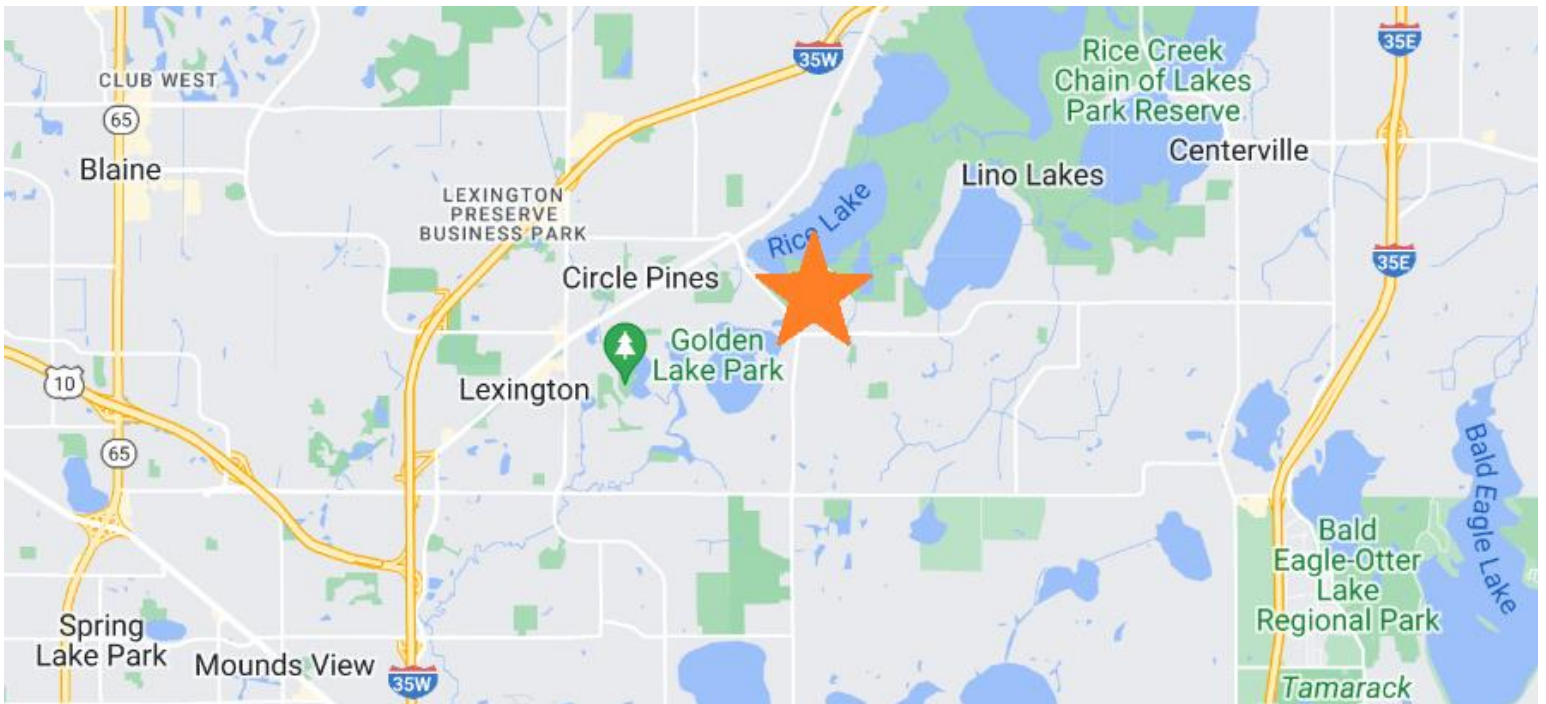 35W
35E
Rice Creek
Chain of Lakes
Park Reserve
CLUB WEST
65
Blaine
Centerville
Lino Lakes
LEXINGTON
PRESERVE
BUSINESS PARK
Rice Lake
35E
Circle Pines
Golden
Lake Park
10
Lexington
65
Bald Eagle Lake
Bald
Eagle-Otter
Lake
Regional Park
Spring
Lake Park
Mounds View
35W
Tamarack